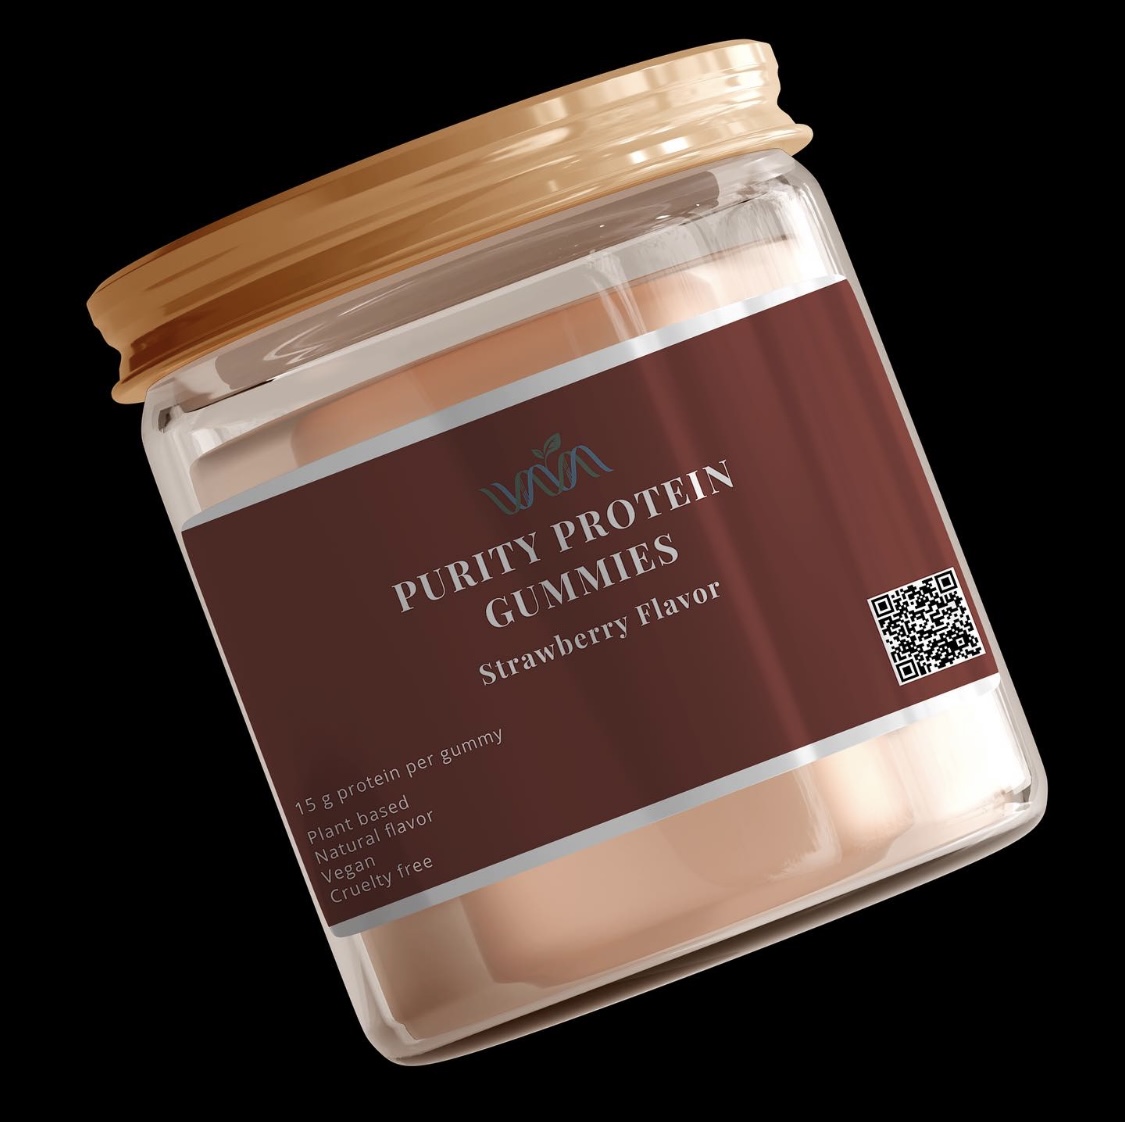 PURITY PROTEIN
GUMMIES
Strawberry Flavor
15 g protein per gummy
Plant based
Natural flavor
Vegan
Cruelty free